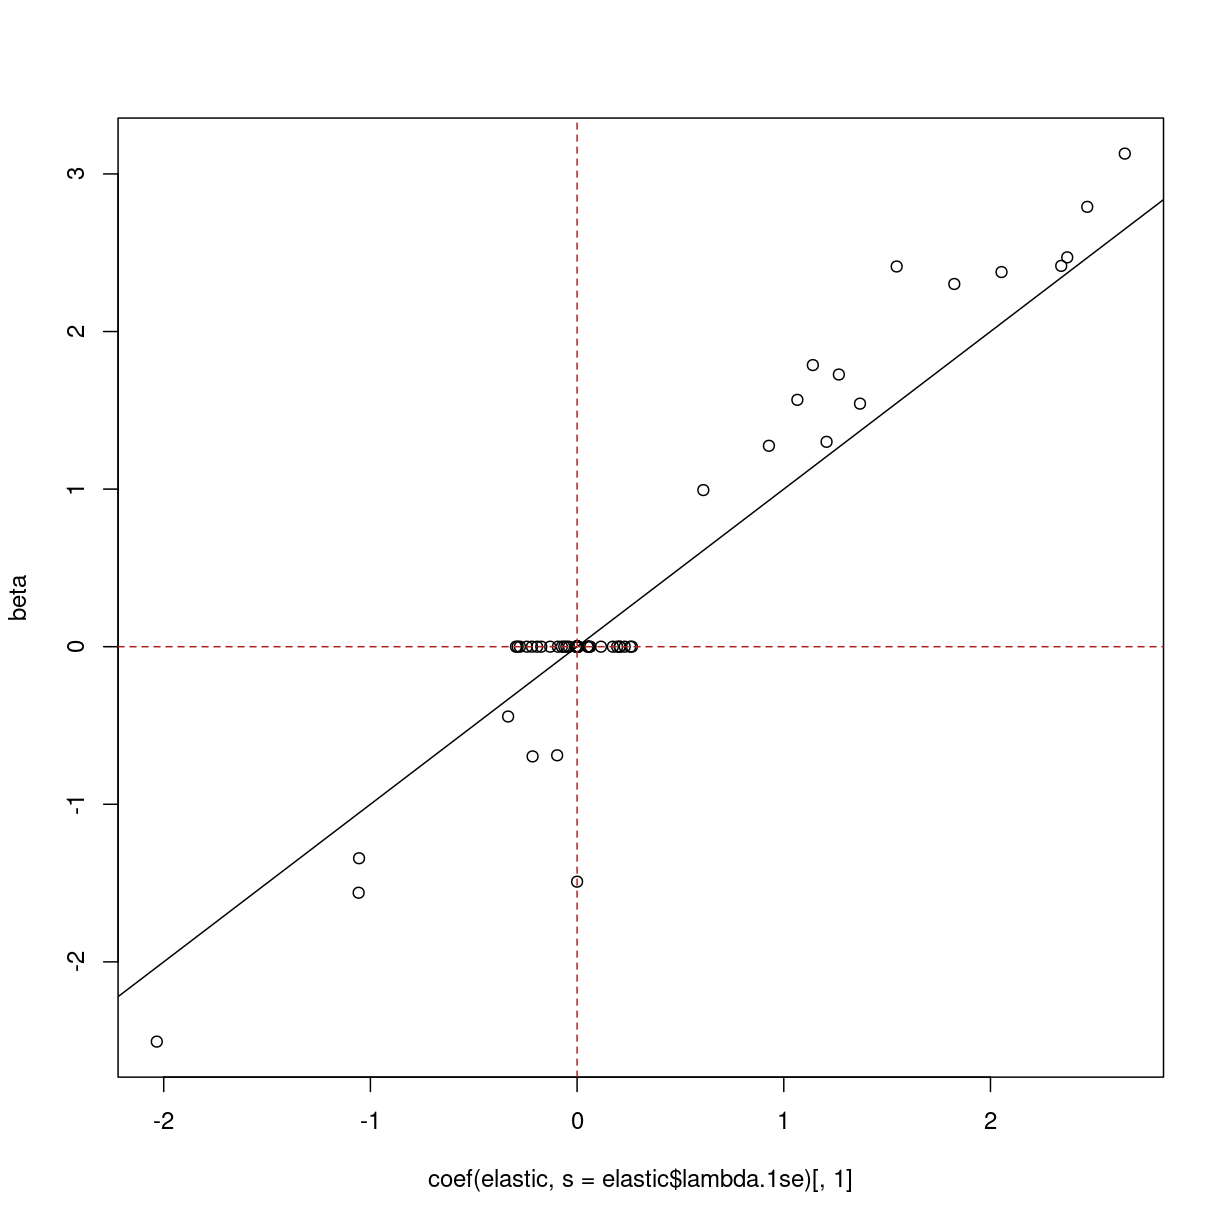 3
2
1
0
-1
-2
beta
-2 -1 0 1 2
coef(elastic, s = elastic$lambda.1se)[, 1]